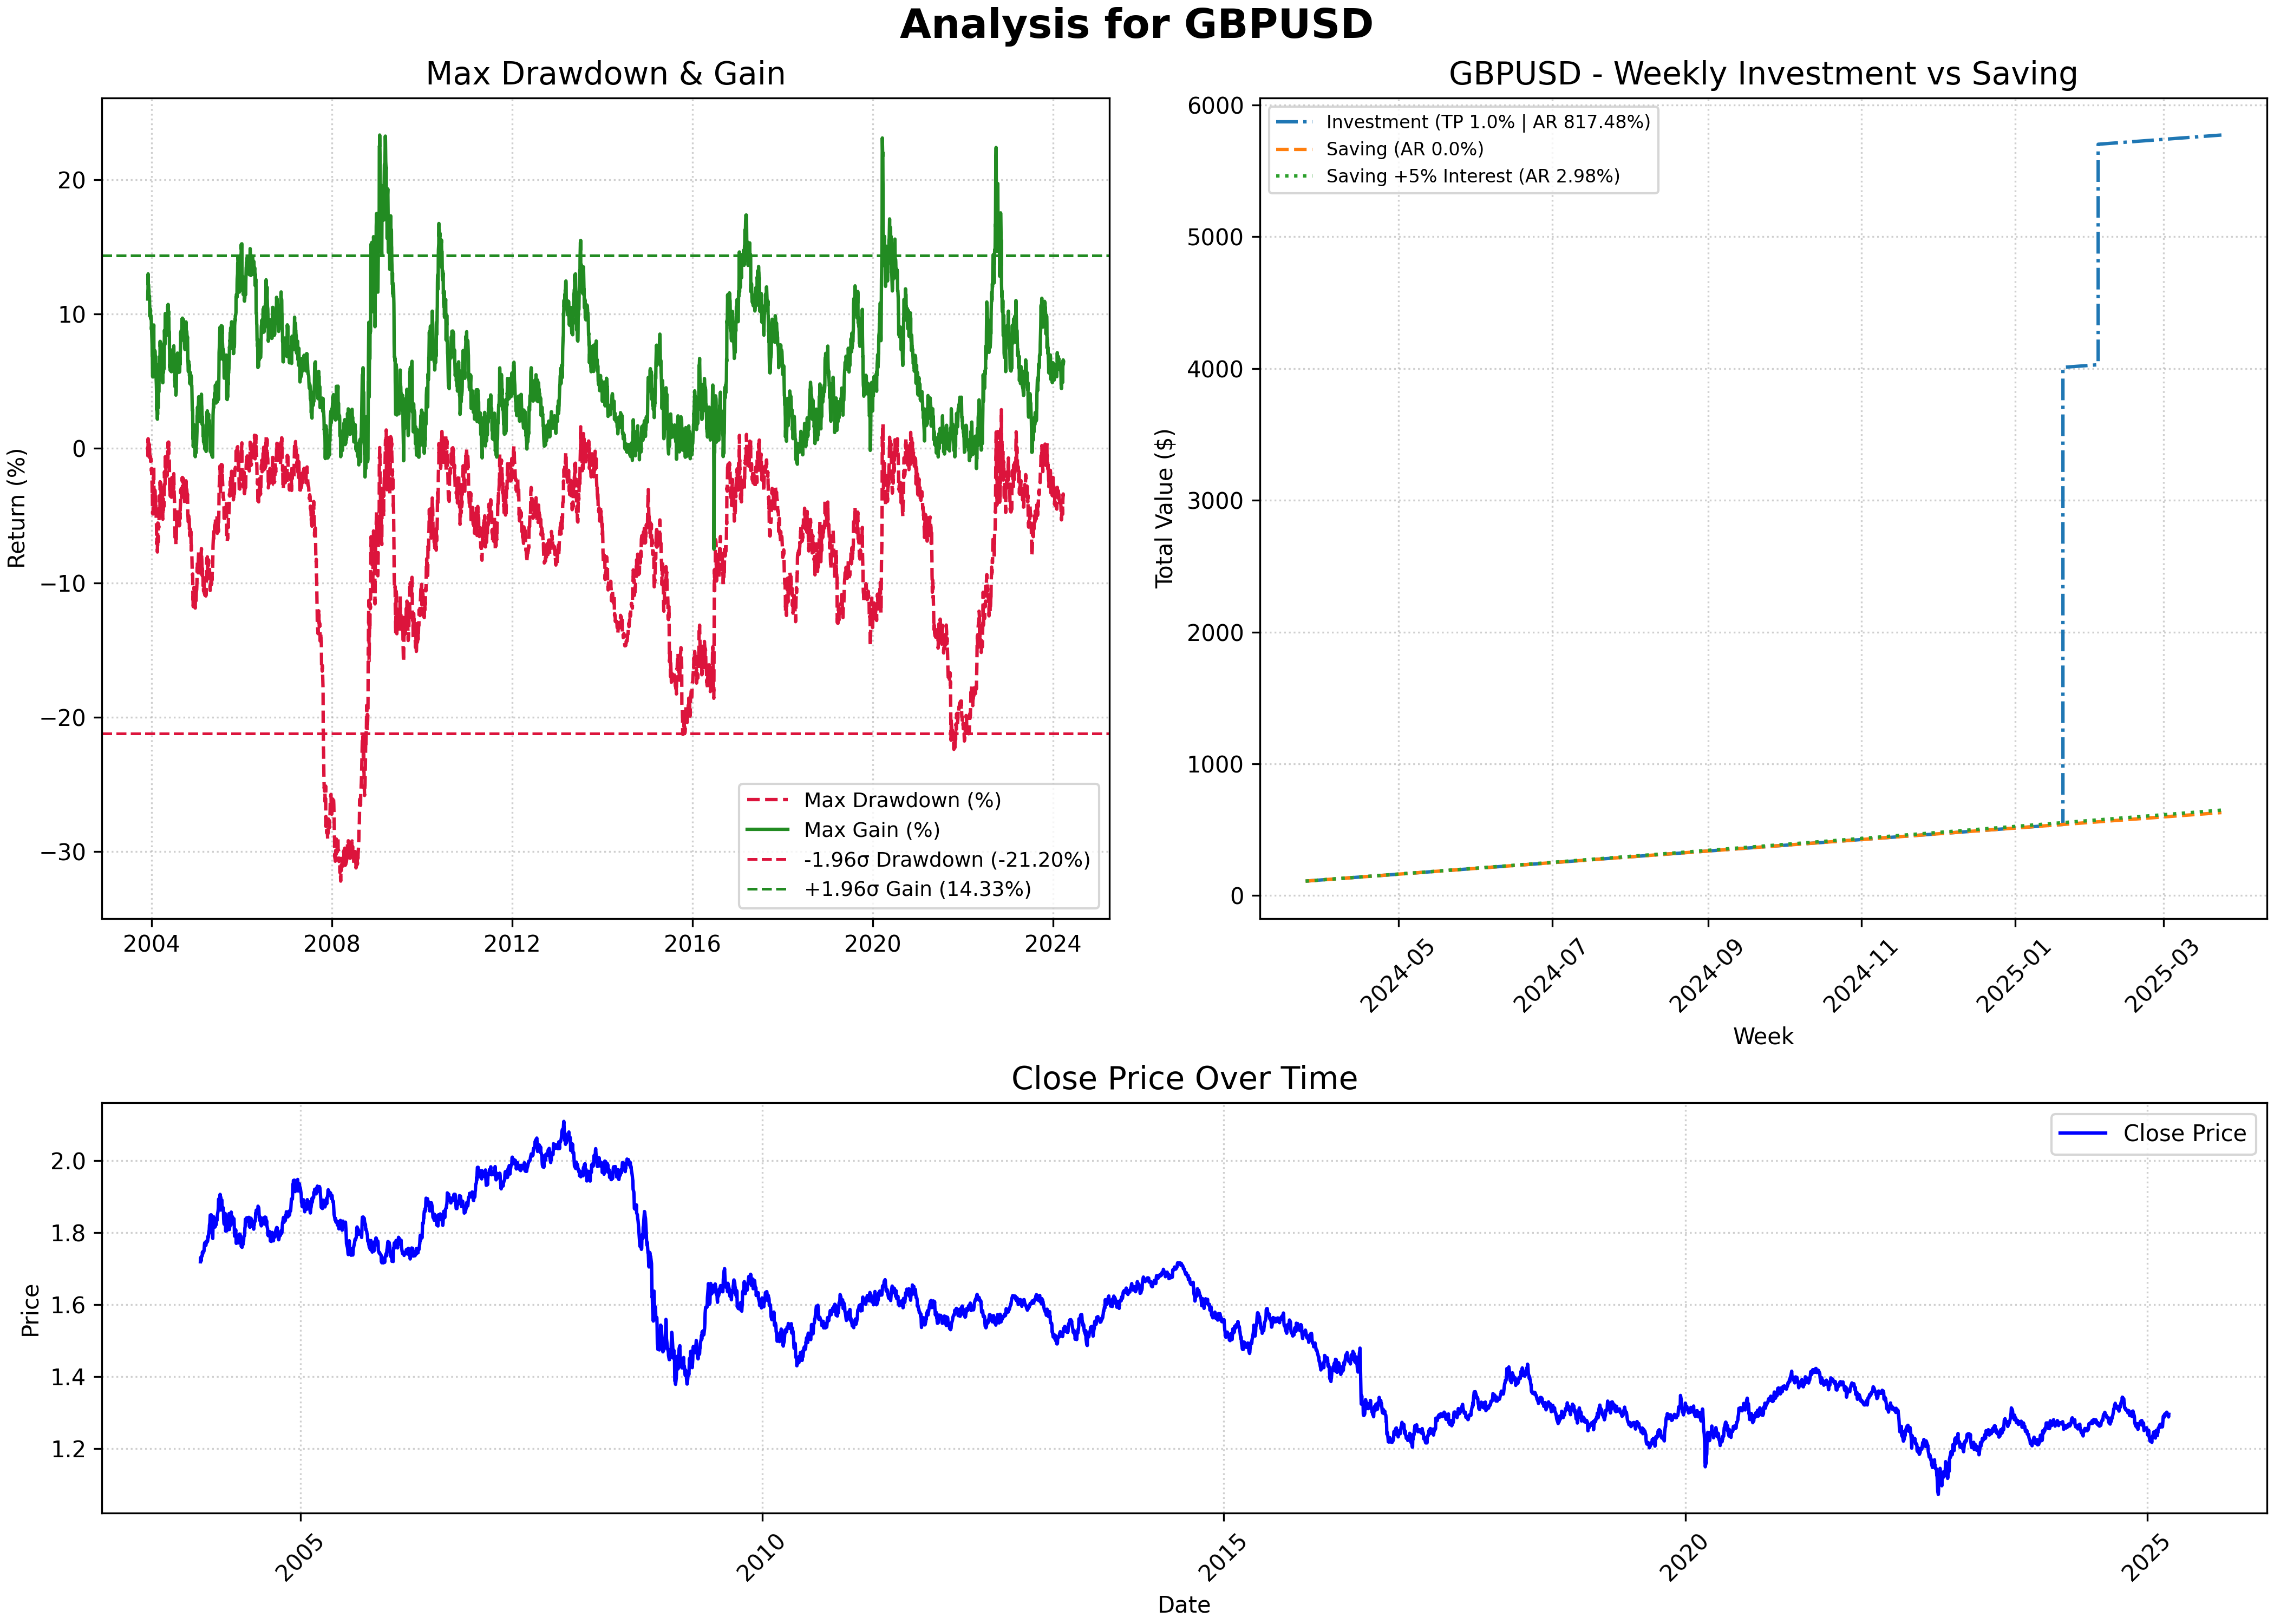 Analysis for GBPUSD
Max Drawdown & Gain
Return (%)
20
10
0
−10
−20
−30
2004
2008
2012
2016
2020
2024
Max Drawdown (%)
Max Gain (%)
-1.96σ Drawdown (-21.20%)
+1.96σ Gain (14.33%)
GBPUSD - Weekly Investment vs Saving
Total Value ($)
6000
5000
4000
3000
2000
1000
0
Investment (TP 1.0% | AR 817.48%)
Saving (AR 0.0%)
Saving +5% Interest (AR 2.98%)
2024-05
2024-07
2024-09
2024-11
2025-01
2025-03
Week
Close Price Over Time
Price
2.0
1.8
1.6
1.4
1.2
Close Price
2005
2010
2015
2020
2025
Date